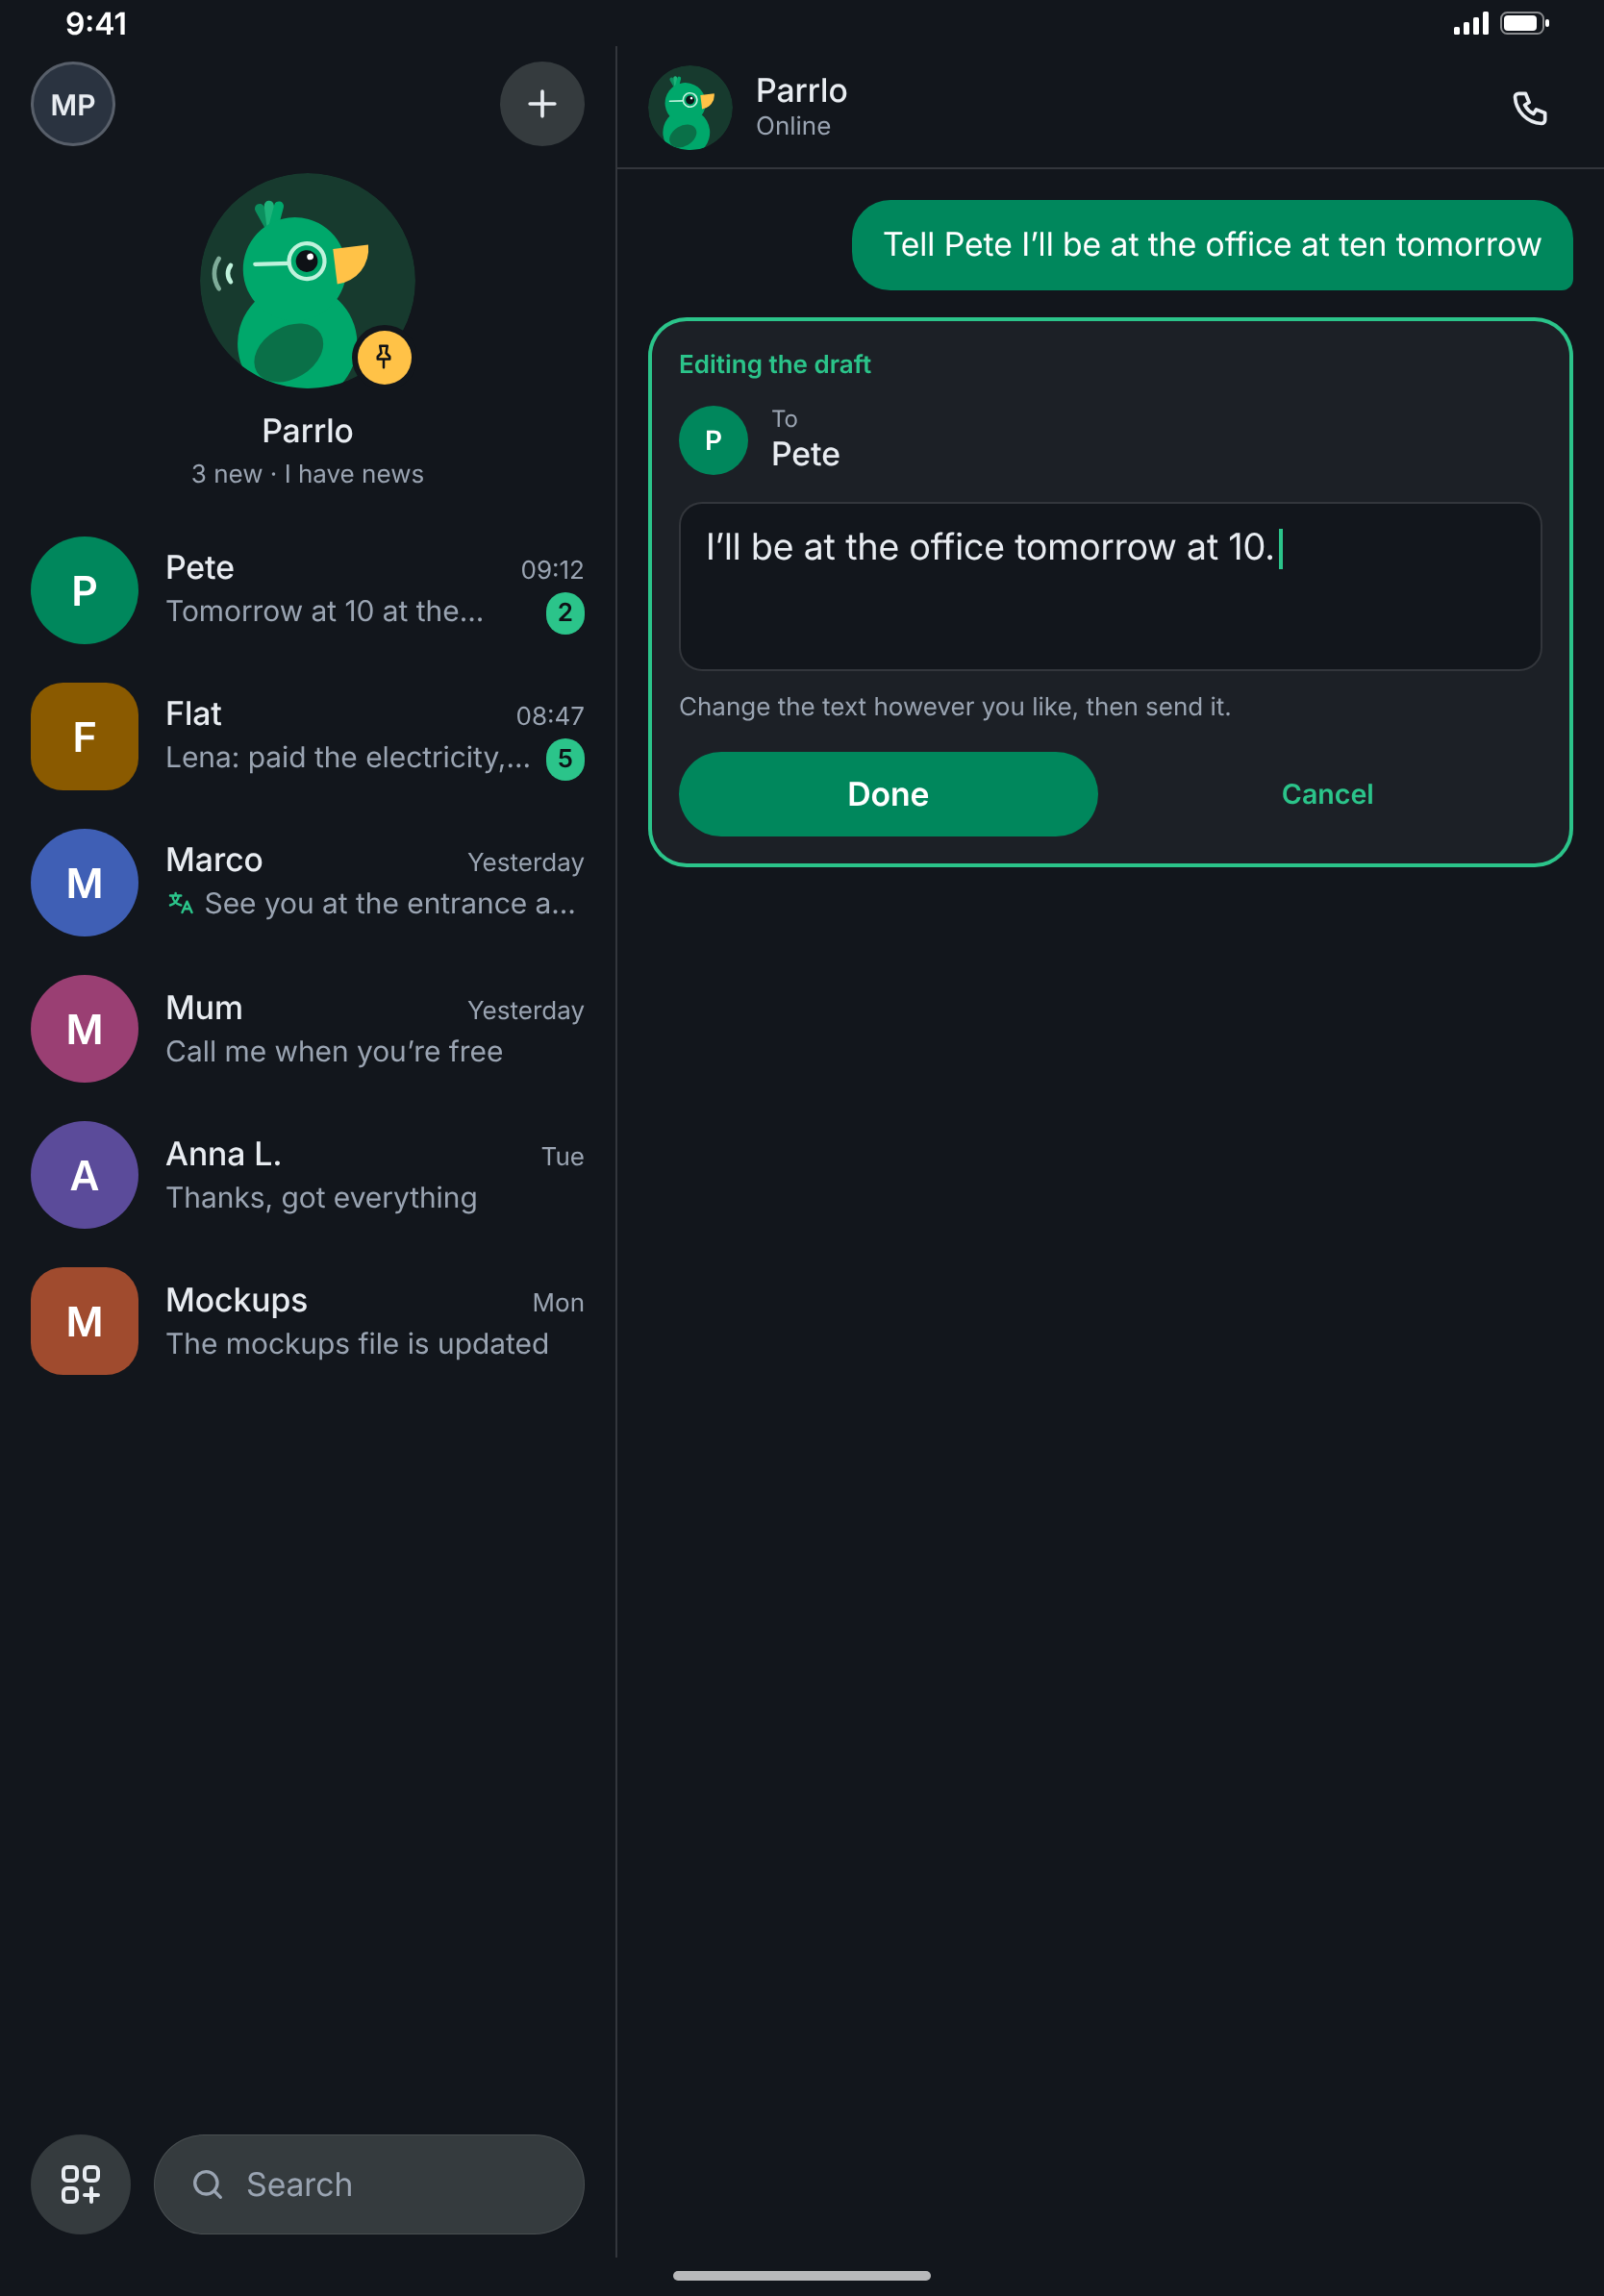 9:41
MP
Parrlo
3 new · I have news
P
Pete
09:12
Tomorrow at 10 at the...
2
F
Flat
08:47
Lena: paid the electricity,...
5
M
Marco
Yesterday
See you at the entrance a...
M
Mum
Yesterday
Call me when you’re free
A
Anna L.
Tue
Thanks, got everything
M
Mockups
Mon
The mockups file is updated
Search
Parrlo
Online
Tell Pete I’ll be at the office at ten tomorrow
Editing the draft
P
To
Pete
I’ll be at the office tomorrow at 10.
Change the text however you like, then send it.
Done
Cancel